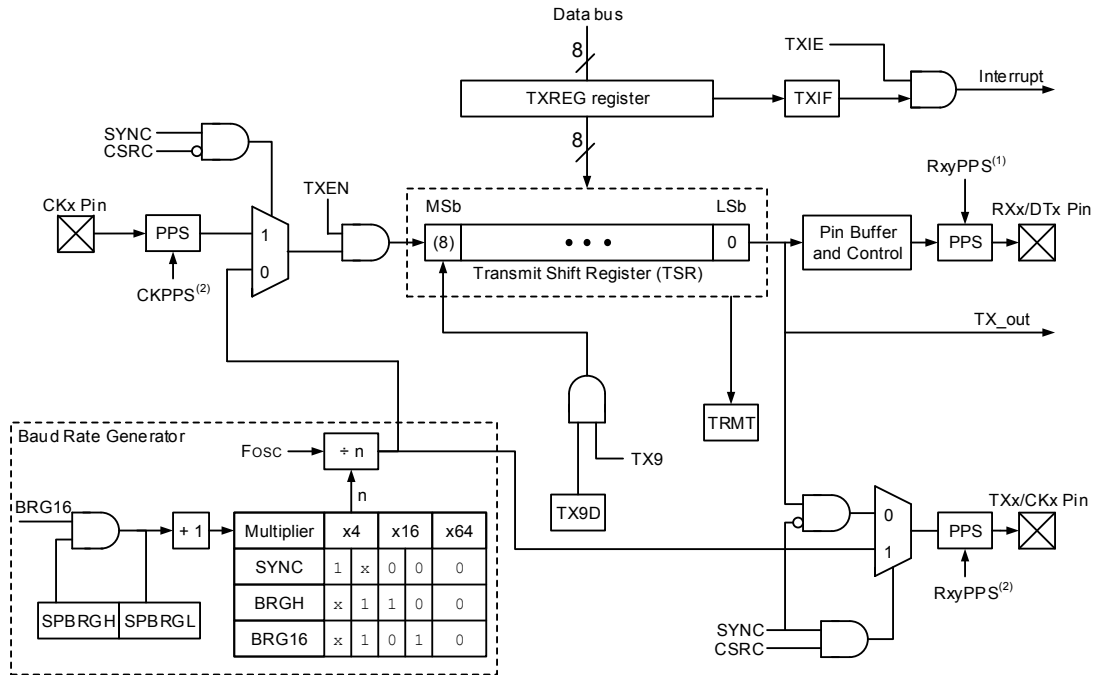 Data bus
8
TXIE
Interrupt
TXREG register
TXIF
SYNC
CSRC
8
RxyPPS(1)
TXEN
CKx Pin
MSb
LSb
RXx/DTx Pin
PPS
1
(8)
• • •
0
Pin Buffer
and Control
PPS
0
Transmit Shift Register (TSR)
CKPPS(2)
TX_out
TRMT
Baud Rate Generator
FOSC
÷ n
TX9
n
BRG16
TX9D
TXx/CKx Pin
0
+ 1
Multiplier x4 x16 x64
PPS
1
SYNC 1 x 0 0 0
BRGH x 1 1 0 0
RxyPPS(2)
SPBRGH SPBRGL
BRG16 x 1 0 1 0
SYNC
CSRC